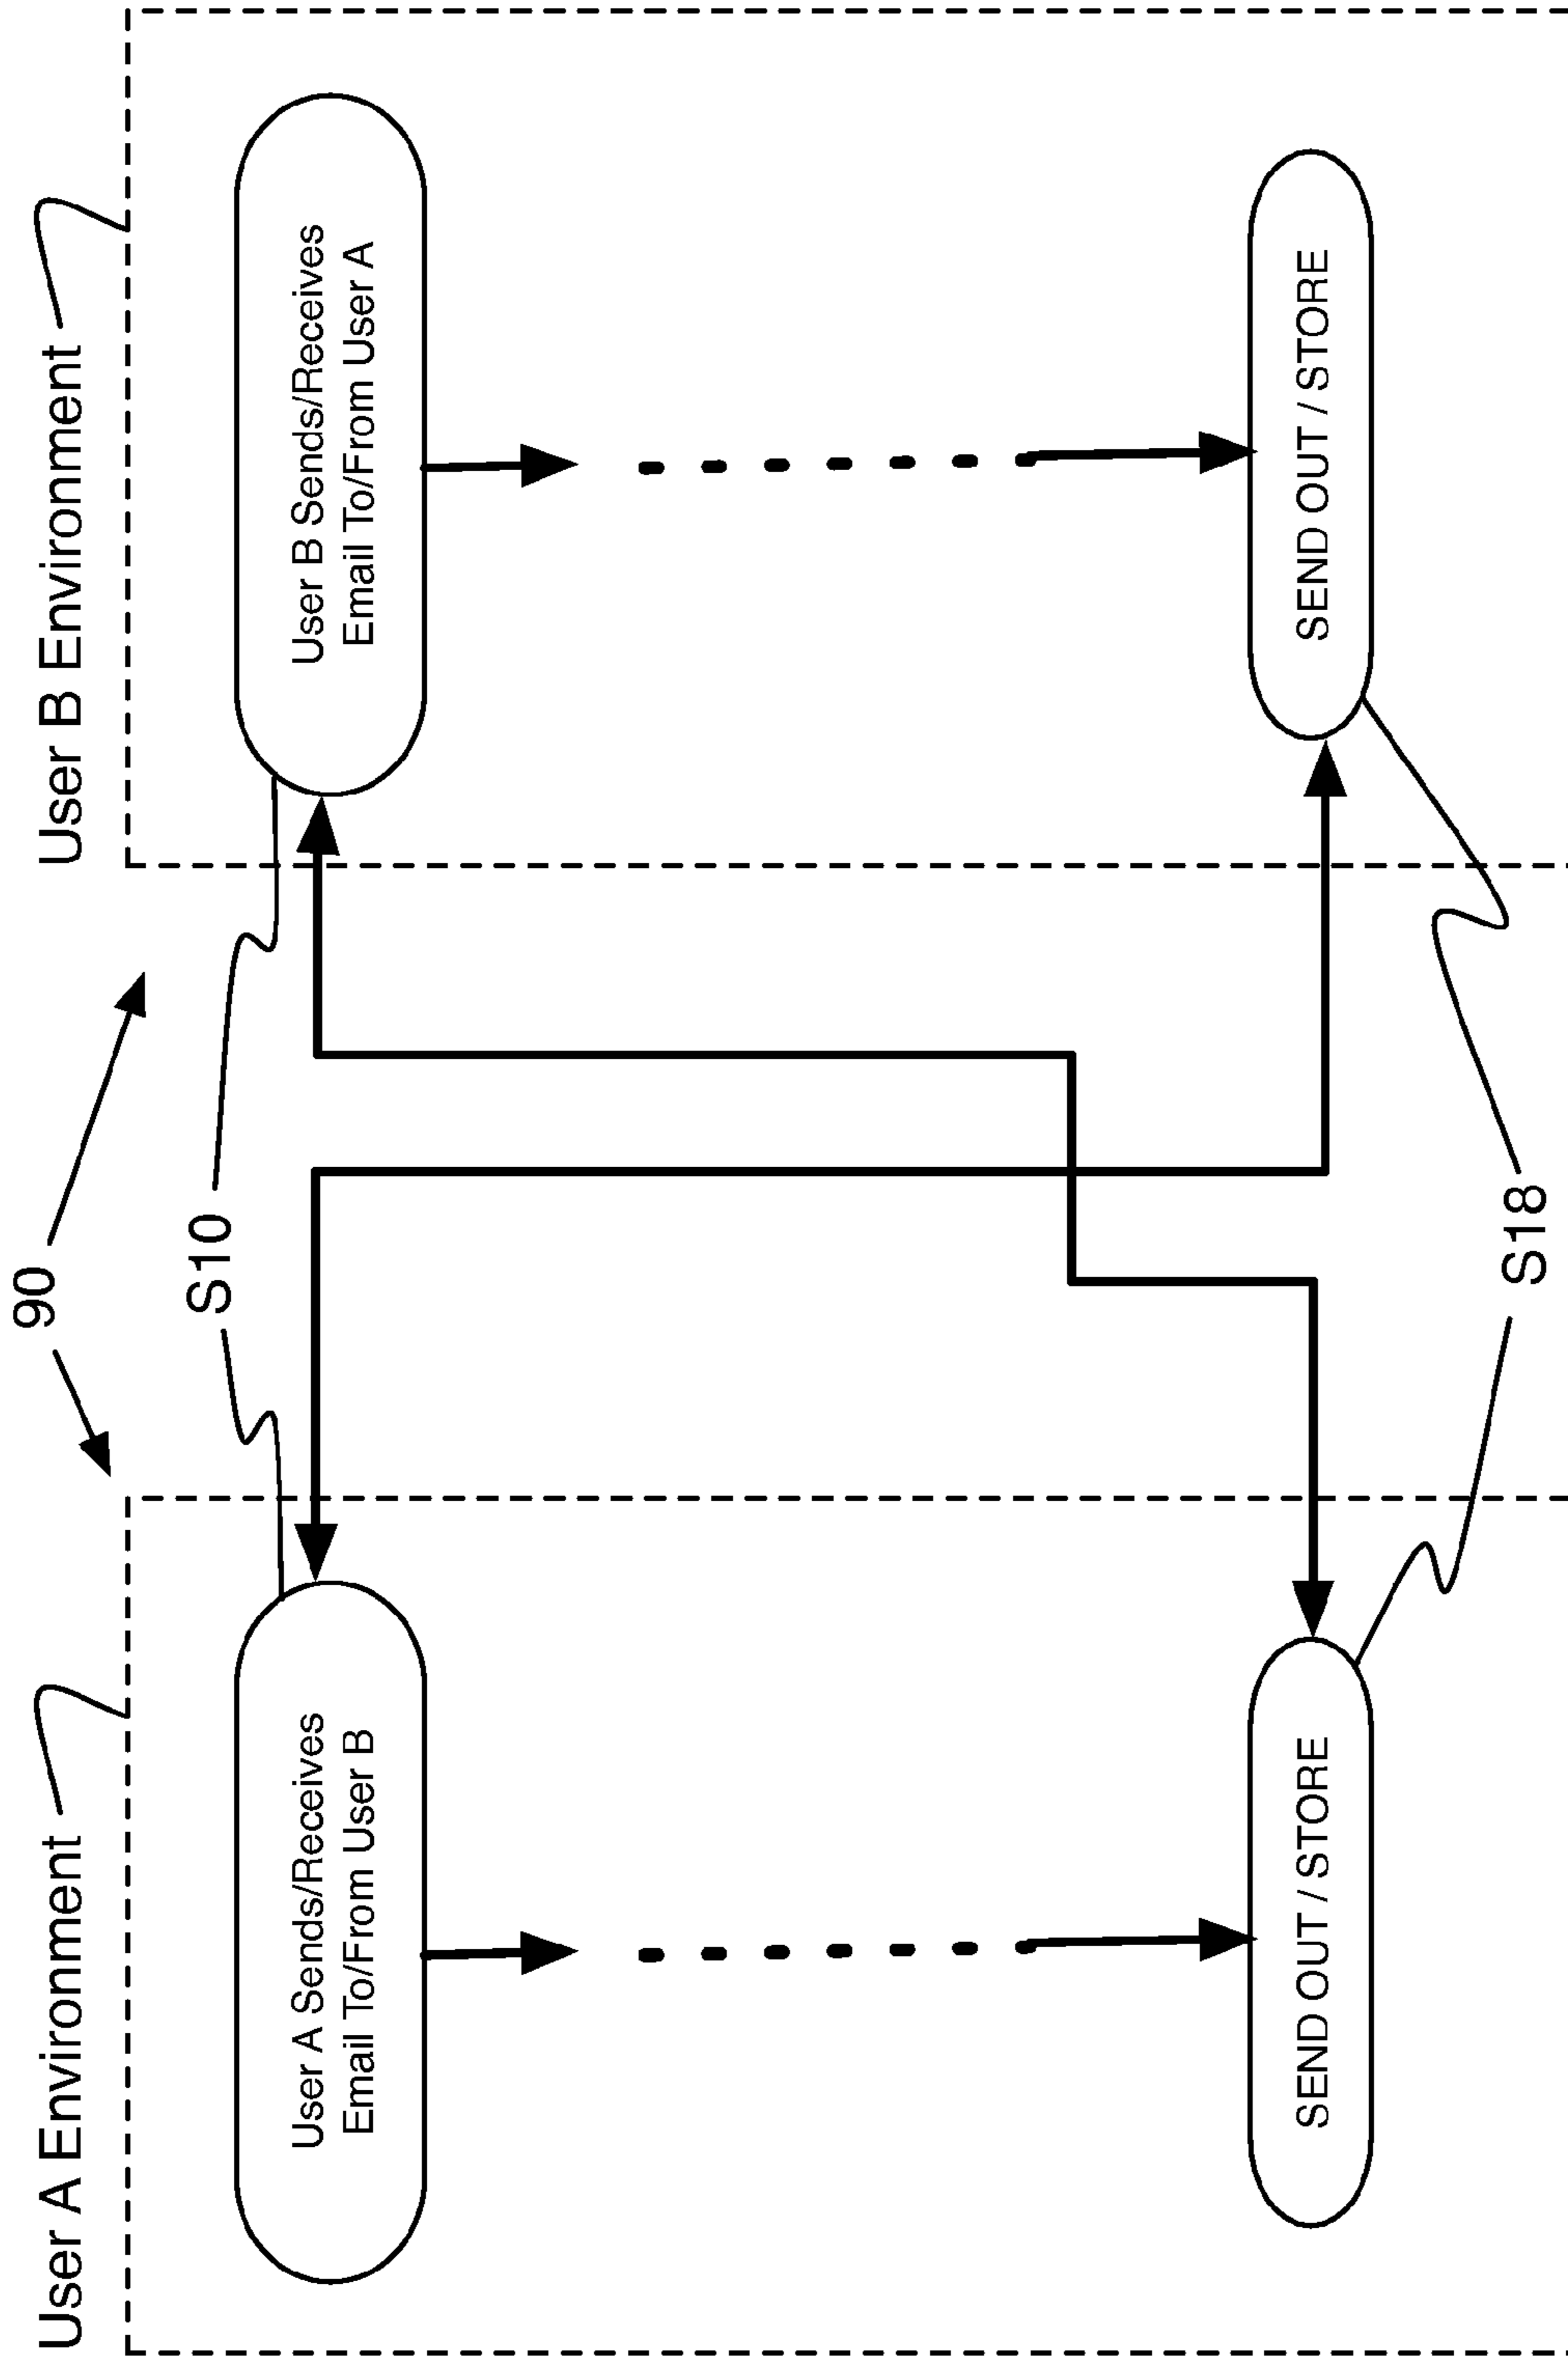 90
User A Environment
User B Environment
S10
User A Sends/Receives
Email To/From User B
User B Sends/Receives
Email To/From User A
SEND OUT / STORE
SEND OUT / STORE
S18